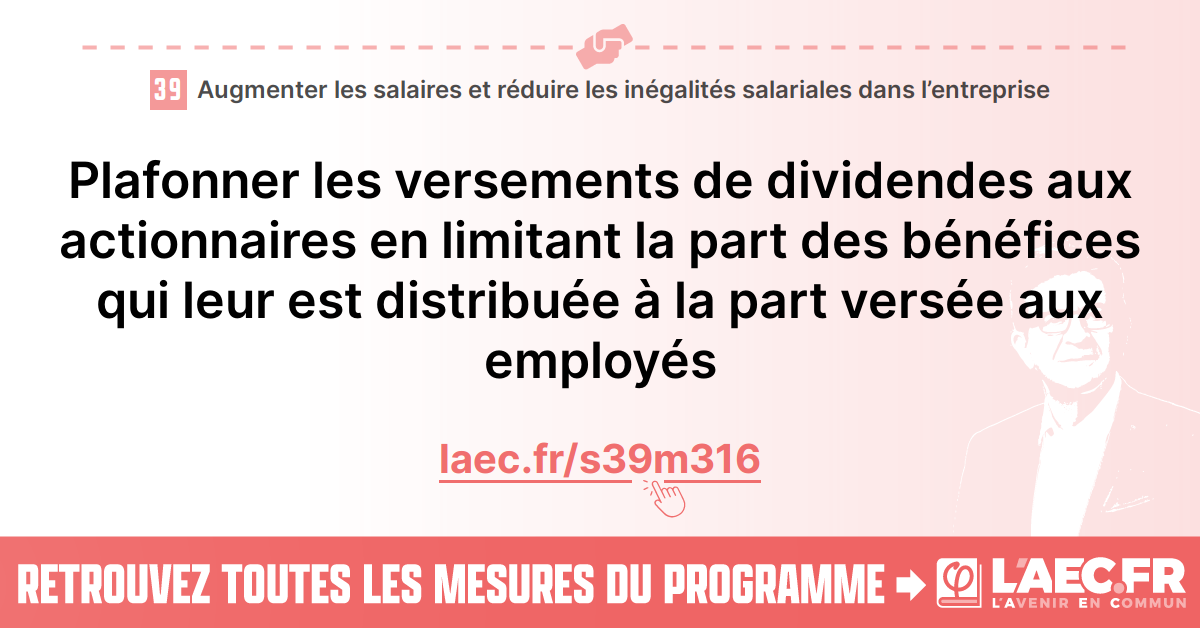 39 Augmenter les salaires et réduire les inégalités salariales dans l’entreprise
Plafonner les versements de dividendes aux
actionnaires en limitant la part des bénéfices
qui leur est distribuée à la part versée aux
employés
laec.fr/s39m316
RETROUVEZ TOUTES LES MESURES DU PROGRAMME
φ L'AEC.FR
L'AVENIR EN COMMUN